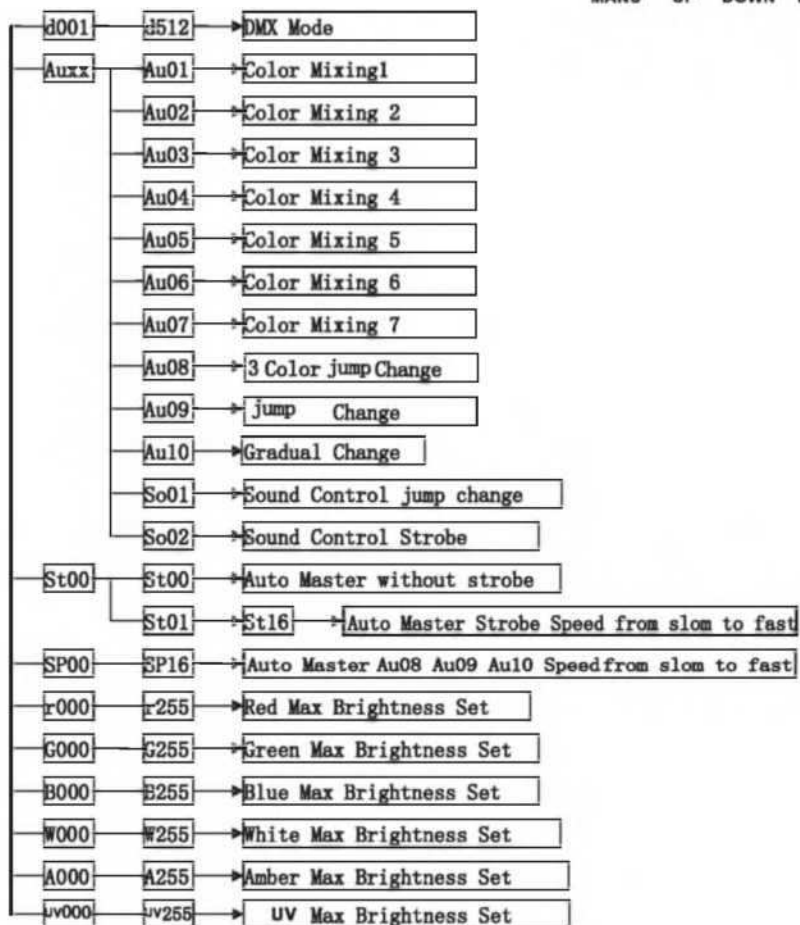 d001 d512 DMX Mode
Auxx Au01 Color Mixing1
Au02 Color Mixing 2
Au03 Color Mixing 3
Au04 Color Mixing 4
Au05 Color Mixing 5
Au06 Color Mixing 6
Au07 Color Mixing 7
Au08 3 Color jump Change
Au09 jump Change
Au10 Gradual Change
So01 Sound Control jump change
So02 Sound Control Strobe
St00 St00 Auto Master without strobe
St01 St16 Auto Master Strobe Speed from slom to fast
SP00 SP16 Auto Master Au08 Au09 Au10 Speed from slom to fast
r000 r255 Red Max Brightness Set
G000 G255 Green Max Brightness Set
B000 B255 Blue Max Brightness Set
W000 W255 White Max Brightness Set
A000 A255 Amber Max Brightness Set
uv000 uv255 UV Max Brightness Set